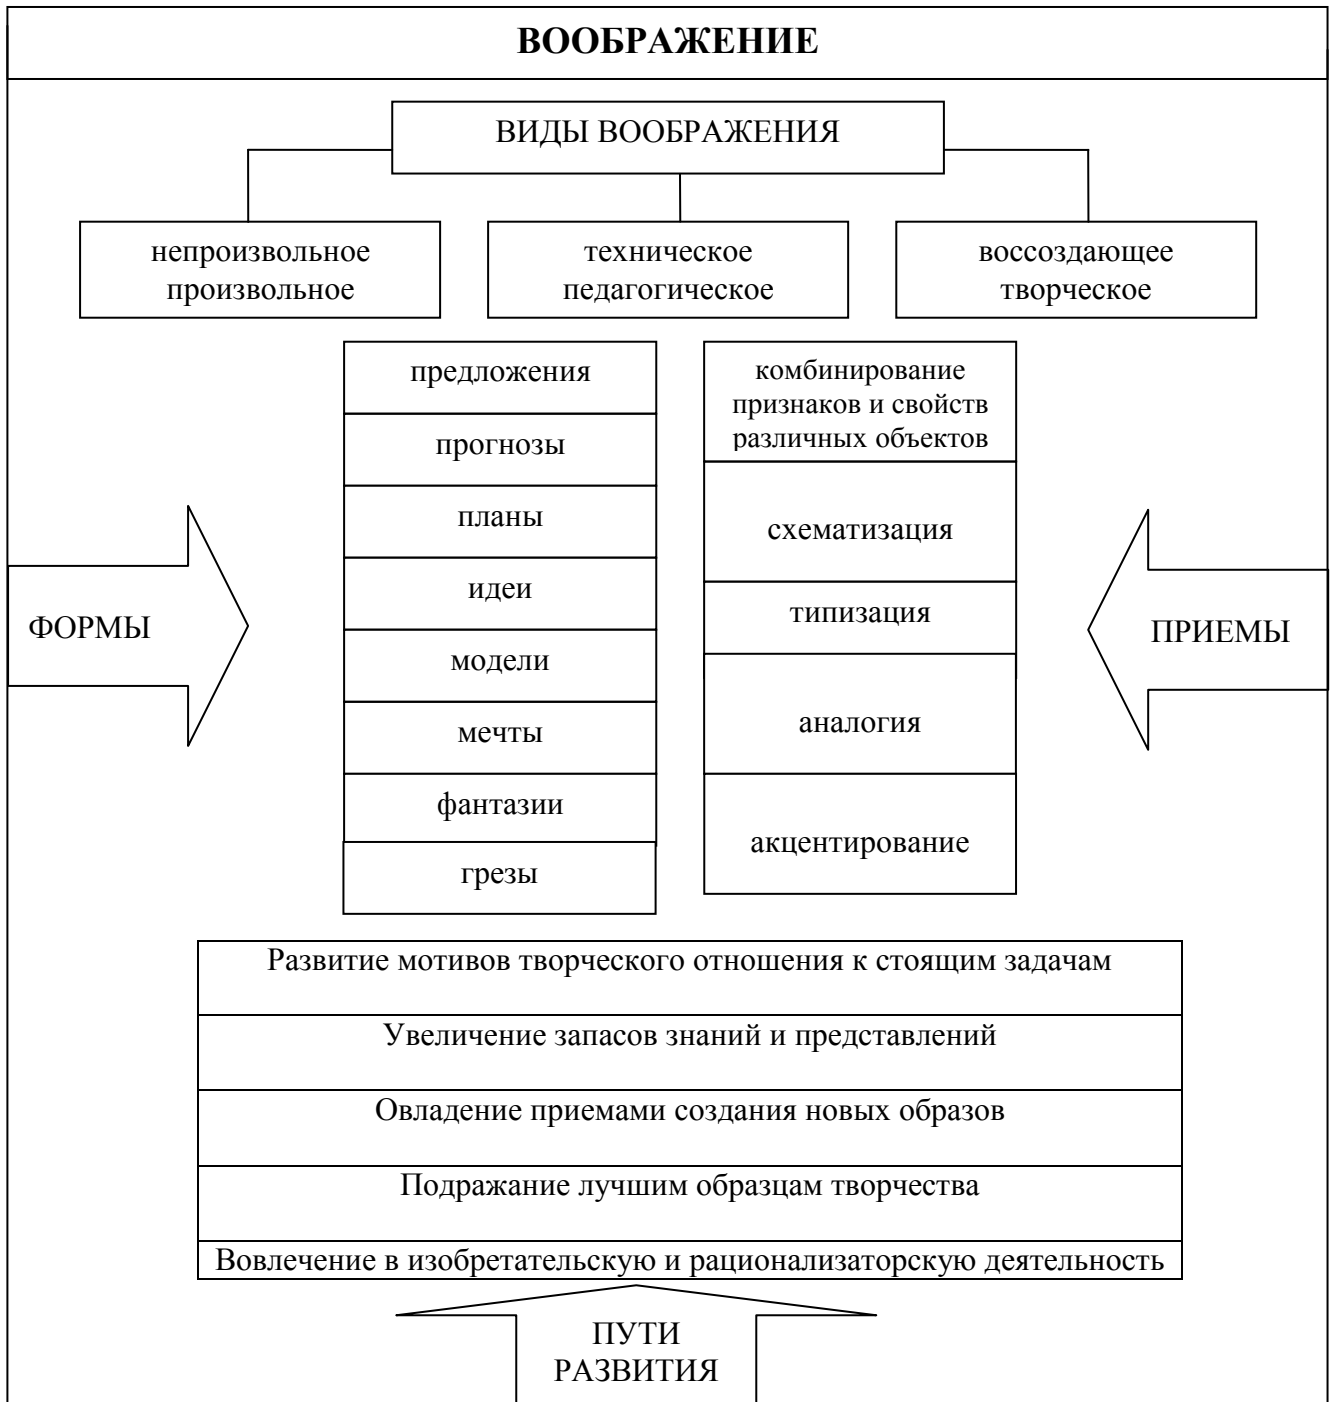 ВООБРАЖЕНИЕ
ВИДЫ ВООБРАЖЕНИЯ
непроизвольное
произвольное
техническое
педагогическое
воссоздающее
творческое
ФОРМЫ
предложения
прогнозы
планы
идеи
модели
мечты
фантазии
грезы
комбинирование
признаков и свойств
различных объектов
схематизация
типизация
аналогия
акцентирование
ПРИЕМЫ
Развитие мотивов творческого отношения к стоящим задачам
Увеличение запасов знаний и представлений
Овладение приемами создания новых образов
Подражание лучшим образцам творчества
Вовлечение в изобретательскую и рационализаторскую деятельность
ПУТИ
РАЗВИТИЯ